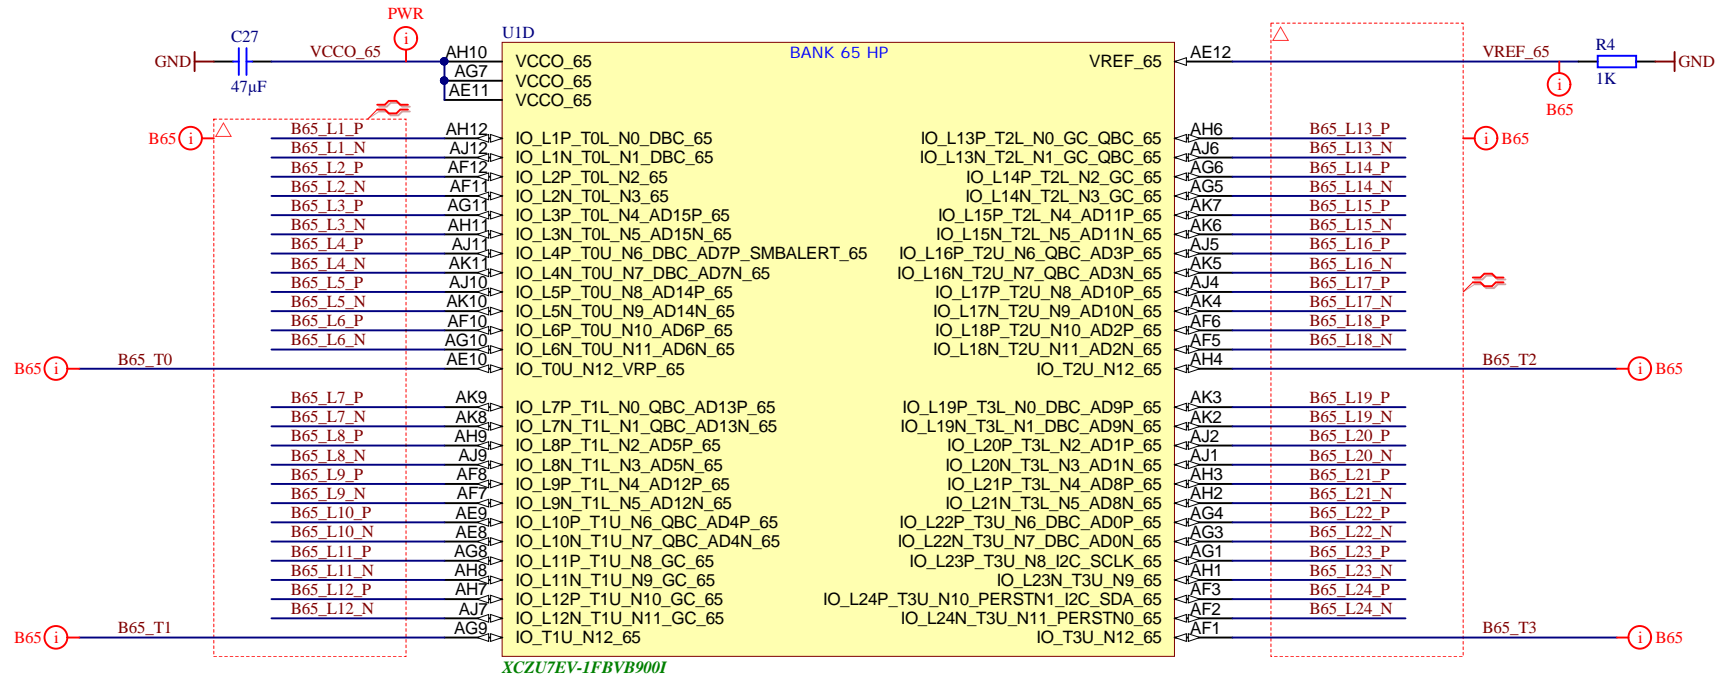 PWR
C27
U1D
GND
VCCO_65
AH10
VCCO_65
BANK 65 HP
VREF_65
AE12
VREF_65
R4
GND
AG7
VCCO_65
47µF
AE11
VCCO_65
1K
B65
B65
B65_L1_P AH12 IO_L1P_T0L_N0_DBC_65
IO_L13P_T2L_N0_GC_QBC_65 AH6 B65_L13_P
B65
B65_L1_N AJ12 IO_L1N_T0L_N1_DBC_65
IO_L13N_T2L_N1_GC_QBC_65 AJ6 B65_L13_N
B65_L2_P AF12 IO_L2P_T0L_N2_65
IO_L14P_T2L_N2_GC_65 AG6 B65_L14_P
B65_L2_N AF11 IO_L2N_T0L_N3_65
IO_L14N_T2L_N3_GC_65 AG5 B65_L14_N
B65_L3_P AG11 IO_L3P_T0L_N4_AD15P_65
IO_L15P_T2L_N4_AD11P_65 AK7 B65_L15_P
B65_L3_N AH11 IO_L3N_T0L_N5_AD15N_65
IO_L15N_T2L_N5_AD11N_65 AK6 B65_L15_N
B65_L4_P AJ11 IO_L4P_T0U_N6_DBC_AD7P_SMBALERT_65
IO_L16P_T2U_N6_QBC_AD3P_65 AJ5 B65_L16_P
B65_L4_N AK11 IO_L4N_T0U_N7_DBC_AD7N_65
IO_L16N_T2U_N7_QBC_AD3N_65 AK5 B65_L16_N
B65_L5_P AJ10 IO_L5P_T0U_N8_AD14P_65
IO_L17P_T2U_N8_AD10P_65 AJ4 B65_L17_P
B65_L5_N AK10 IO_L5N_T0U_N9_AD14N_65
IO_L17N_T2U_N9_AD10N_65 AK4 B65_L17_N
B65_L6_P AF10 IO_L6P_T0U_N10_AD6P_65
IO_L18P_T2U_N10_AD2P_65 AF6 B65_L18_P
B65_L6_N AG10 IO_L6N_T0U_N11_AD6N_65
IO_L18N_T2U_N11_AD2N_65 AF5 B65_L18_N
B65 B65_T0 AE10 IO_T0U_N12_VRP_65
IO_T2U_N12_65 AH4 B65_T2 B65
B65_L7_P AK9 IO_L7P_T1L_N0_QBC_AD13P_65
IO_L19P_T3L_N0_DBC_AD9P_65 AK3 B65_L19_P
B65_L7_N AK8 IO_L7N_T1L_N1_QBC_AD13N_65
IO_L19N_T3L_N1_DBC_AD9N_65 AK2 B65_L19_N
B65_L8_P AH9 IO_L8P_T1L_N2_AD5P_65
IO_L20P_T3L_N2_AD1P_65 AJ2 B65_L20_P
B65_L8_N AJ9 IO_L8N_T1L_N3_AD5N_65
IO_L20N_T3L_N3_AD1N_65 AJ1 B65_L20_N
B65_L9_P AF8 IO_L9P_T1L_N4_AD12P_65
IO_L21P_T3L_N4_AD8P_65 AH3 B65_L21_P
B65_L9_N AF7 IO_L9N_T1L_N5_AD12N_65
IO_L21N_T3L_N5_AD8N_65 AH2 B65_L21_N
B65_L10_P AE9 IO_L10P_T1U_N6_QBC_AD4P_65
IO_L22P_T3U_N6_DBC_AD0P_65 AG4 B65_L22_P
B65_L10_N AE8 IO_L10N_T1U_N7_QBC_AD4N_65
IO_L22N_T3U_N7_DBC_AD0N_65 AG3 B65_L22_N
B65_L11_P AG8 IO_L11P_T1U_N8_GC_65
IO_L23P_T3U_N8_I2C_SCLK_65 AG1 B65_L23_P
B65_L11_N AH8 IO_L11N_T1U_N9_GC_65
IO_L23N_T3U_N9_65 AH1 B65_L23_N
B65_L12_P AH7 IO_L12P_T1U_N10_GC_65
IO_L24P_T3U_N10_PERSTN1_I2C_SDA_65 AF3 B65_L24_P
B65_L12_N AJ7 IO_L12N_T1U_N11_GC_65
IO_L24N_T3U_N11_PERSTN0_65 AF2 B65_L24_N
B65 B65_T1 AG9 IO_T1U_N12_65
IO_T3U_N12_65 AF1 B65_T3 B65
XCZU7EV-1FBVB900I